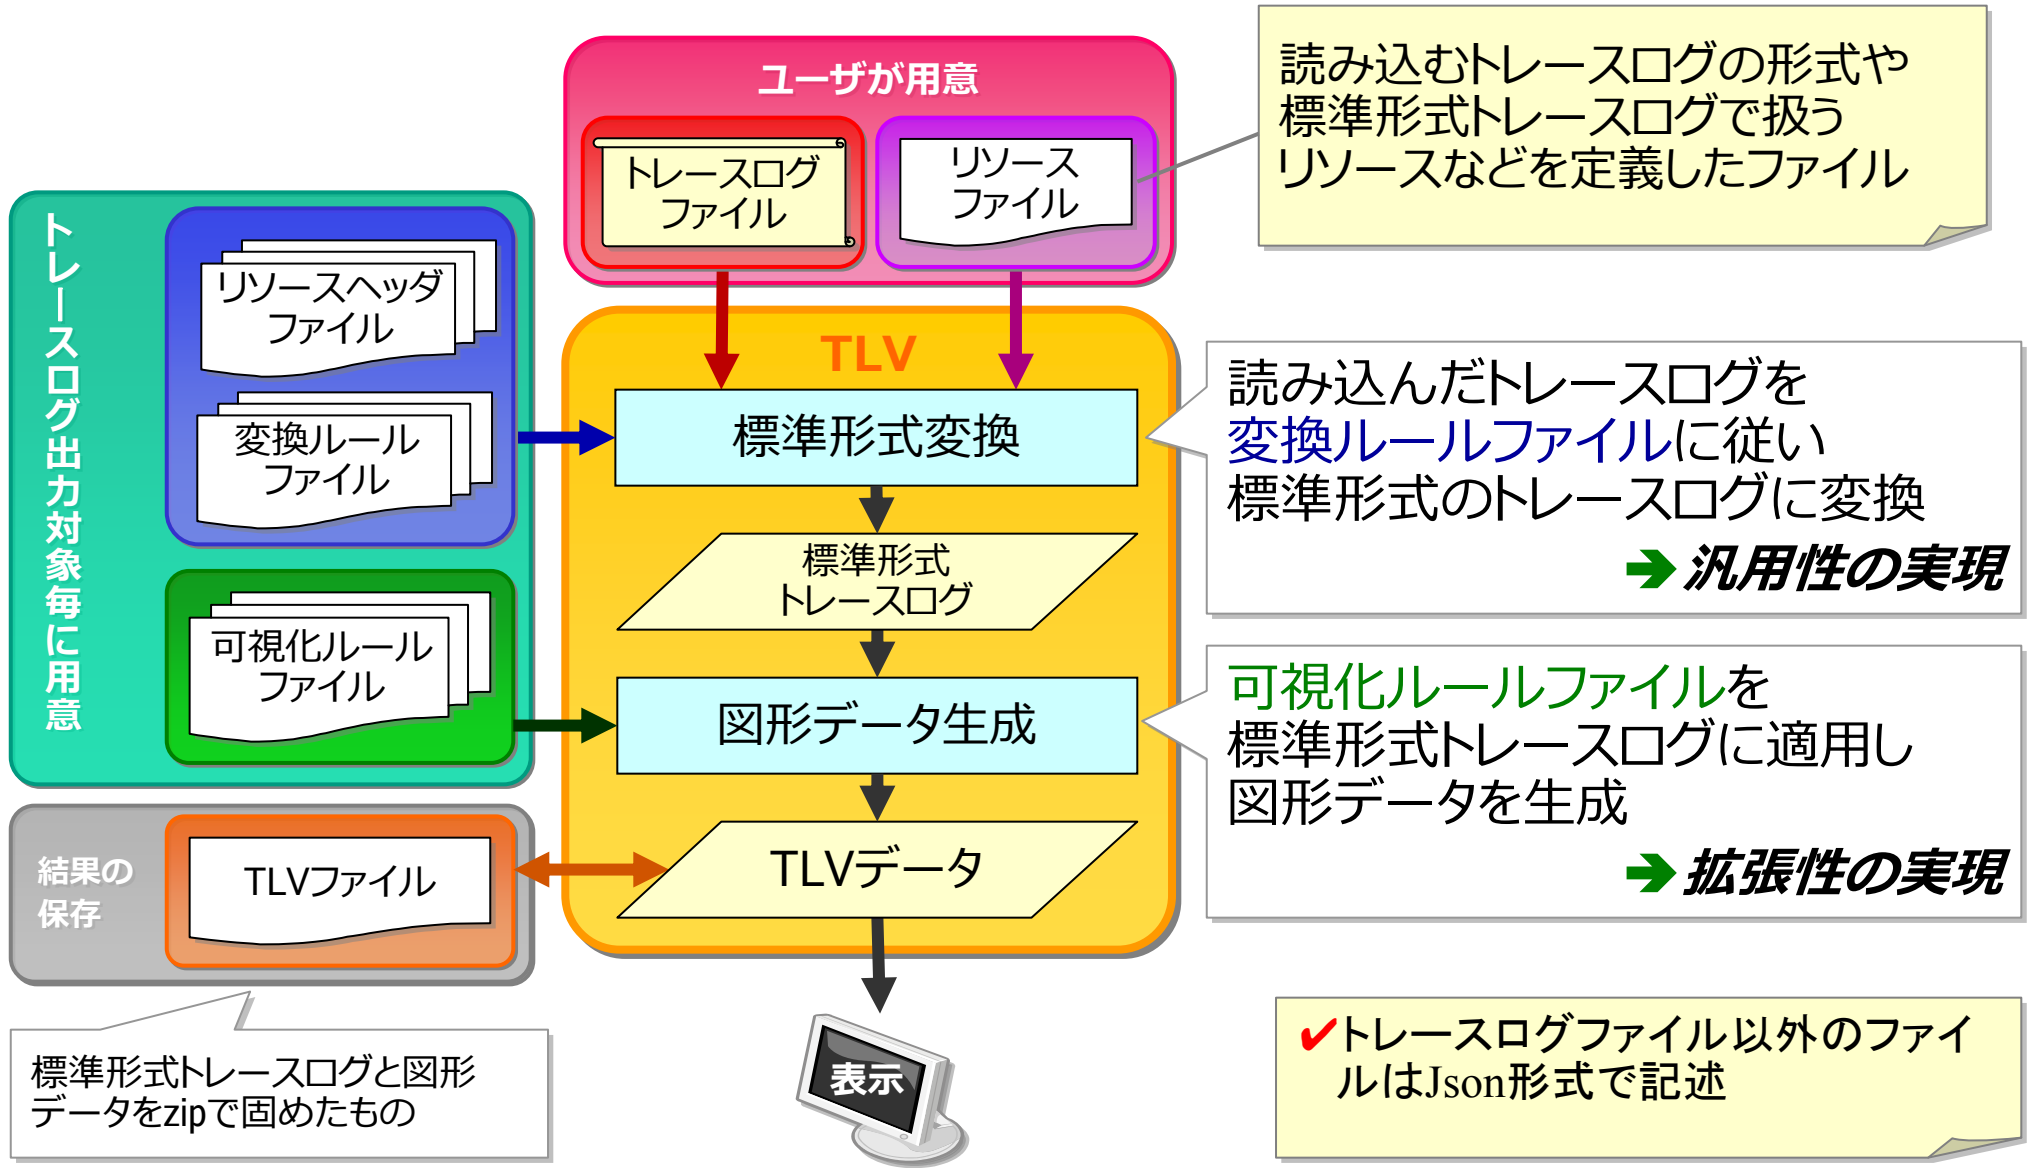 ユーザが用意
トレースログ
ファイル
リソース
ファイル
読み込むトレースログの形式や
標準形式トレースログで扱う
リソースなどを定義したファイル
トレースログ出力対象毎に用意
リソースヘッダ
ファイル
変換ルール
ファイル
可視化ルール
ファイル
TLV
標準形式変換
標準形式
トレースログ
図形データ生成
TLVデータ
読み込んだトレースログを
変換ルールファイルに従い
標準形式のトレースログに変換
➔汎用性の実現
可視化ルールファイルを
標準形式トレースログに適用し
図形データを生成
➔拡張性の実現
結果の
保存
TLVファイル
標準形式トレースログと図形
データをzipで固めたもの
表示
✔トレースログファイル以外のファイ
ルはJson形式で記述